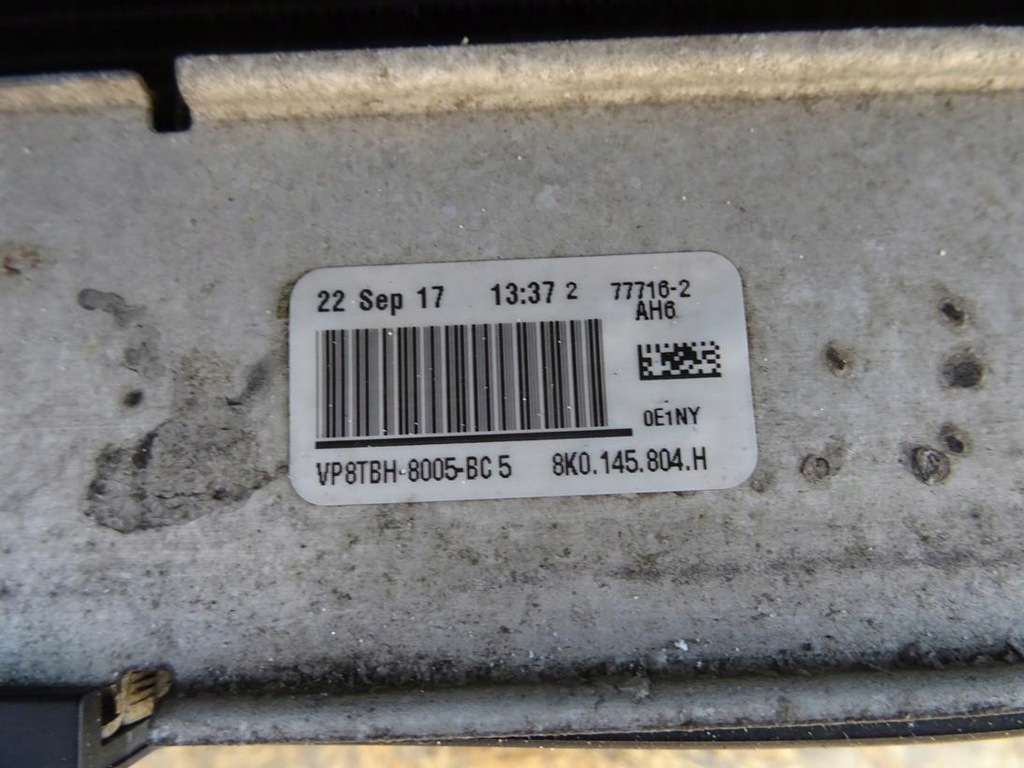 22 Sep 17 13:37 2 77716-2
AH6
0E1NY
VP8TBH-8005-BC 5 8K0.145.804.H